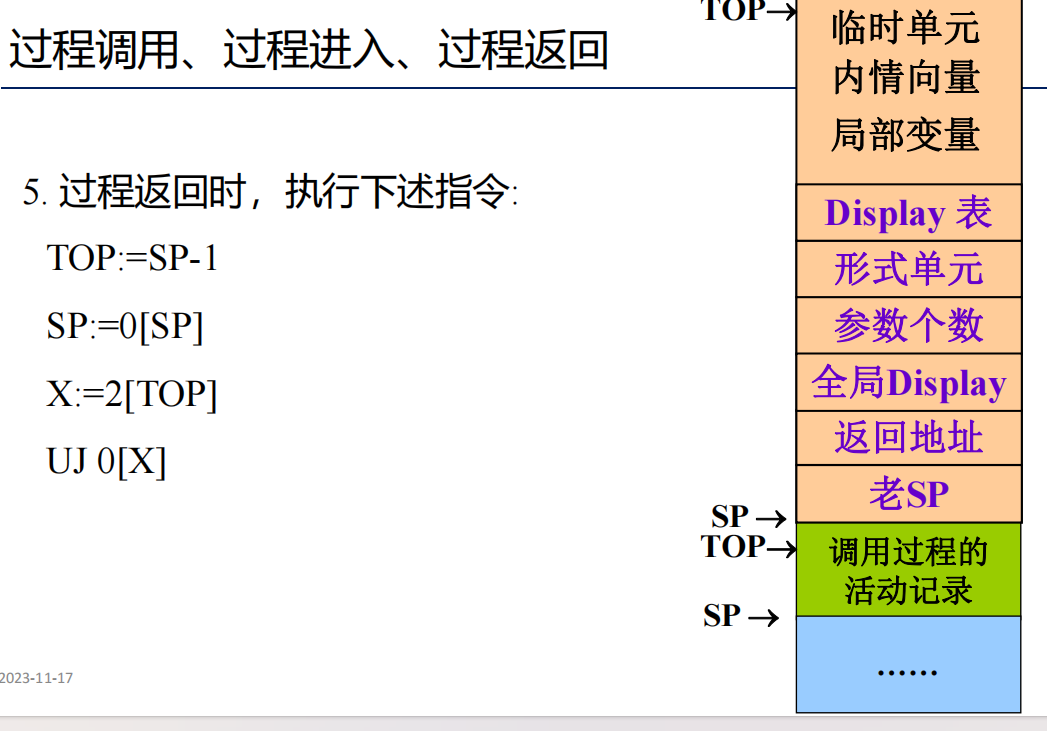 TOP→
过程调用、过程进入、过程返回
临时单元
内情向量
局部变量
5. 过程返回时，执行下述指令:
TOP:=SP-1
SP:=0[SP]
X:=2[TOP]
UJ 0[X]
Display 表
形式单元
参数个数
全局Display
返回地址
老SP
SP→
TOP→
调用过程的
活动记录
SP→
……
2023-11-17